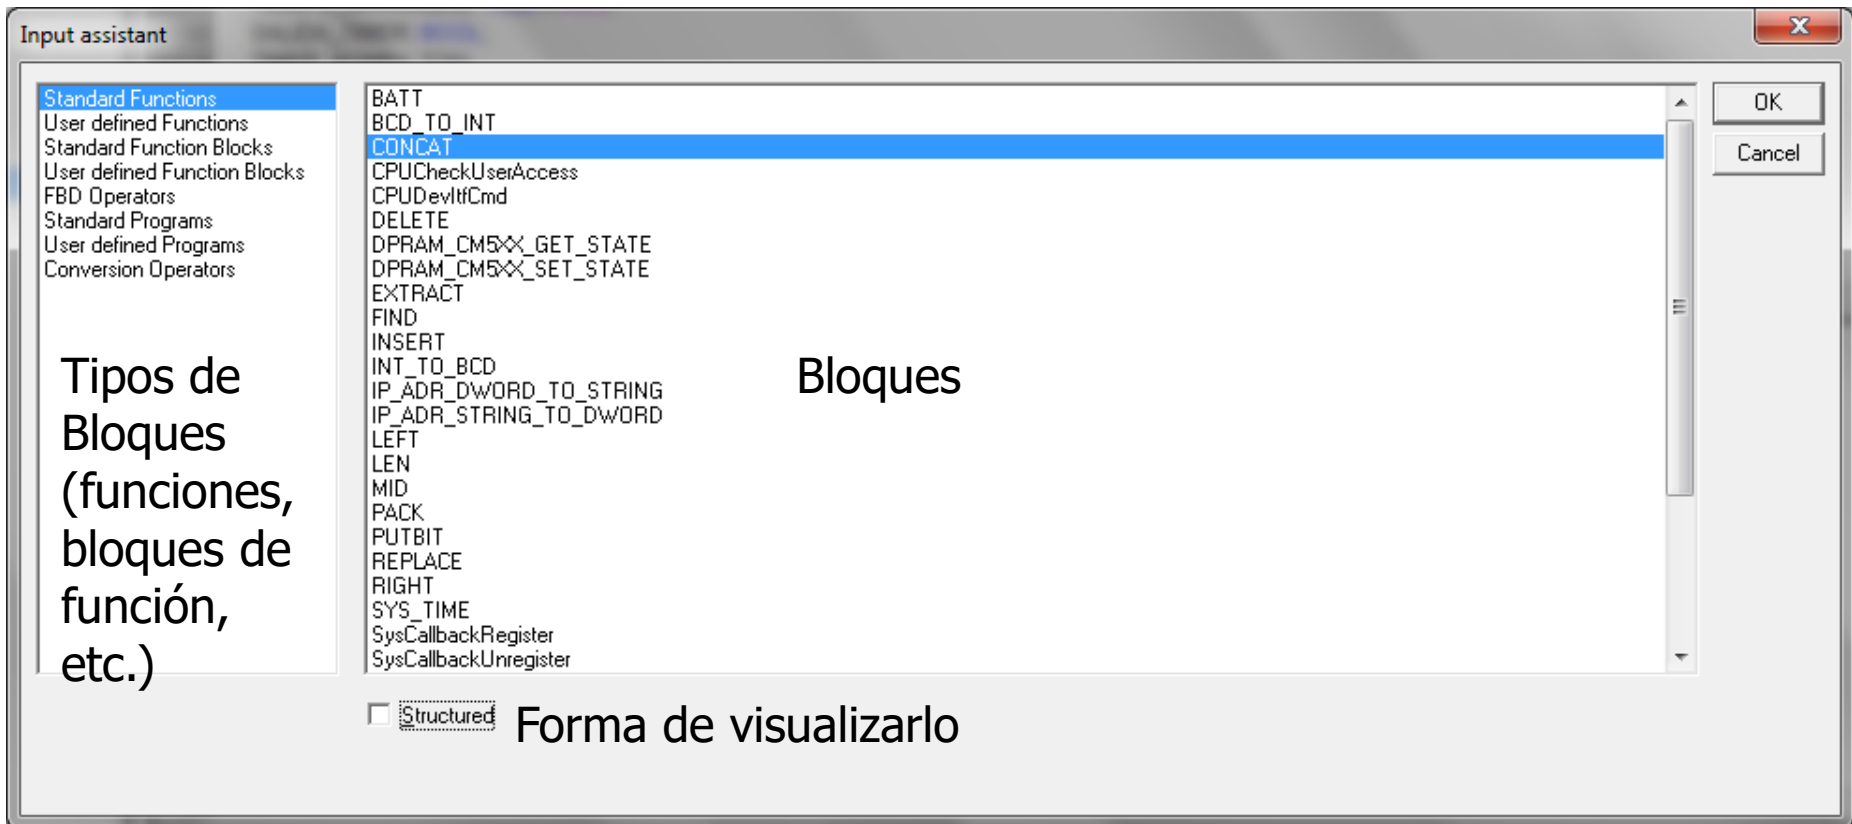 Input assistant
Standard Functions
User defined Functions
Standard Function Blocks
User defined Function Blocks
FBD Operators
Standard Programs
User defined Programs
Conversion Operators
Tipos de
Bloques
(funciones,
bloques de
función,
etc.)
BATT
BCD_TO_INT
CONCAT
CPUCheckUserAccess
CPUDevItfCmd
DELETE
DPRAM_CM5XX_GET_STATE
DPRAM_CM5XX_SET_STATE
EXTRACT
FIND
INSERT
INT_TO_BCD
IP_ADR_DWORD_TO_STRING
IP_ADR_STRING_TO_DWORD
LEFT
LEN
MID
PACK
PUTBIT
REPLACE
RIGHT
SYS_TIME
SysCallbackRegister
SysCallbackUnregister
Bloques
OK
Cancel
Structured
Forma de visualizarlo